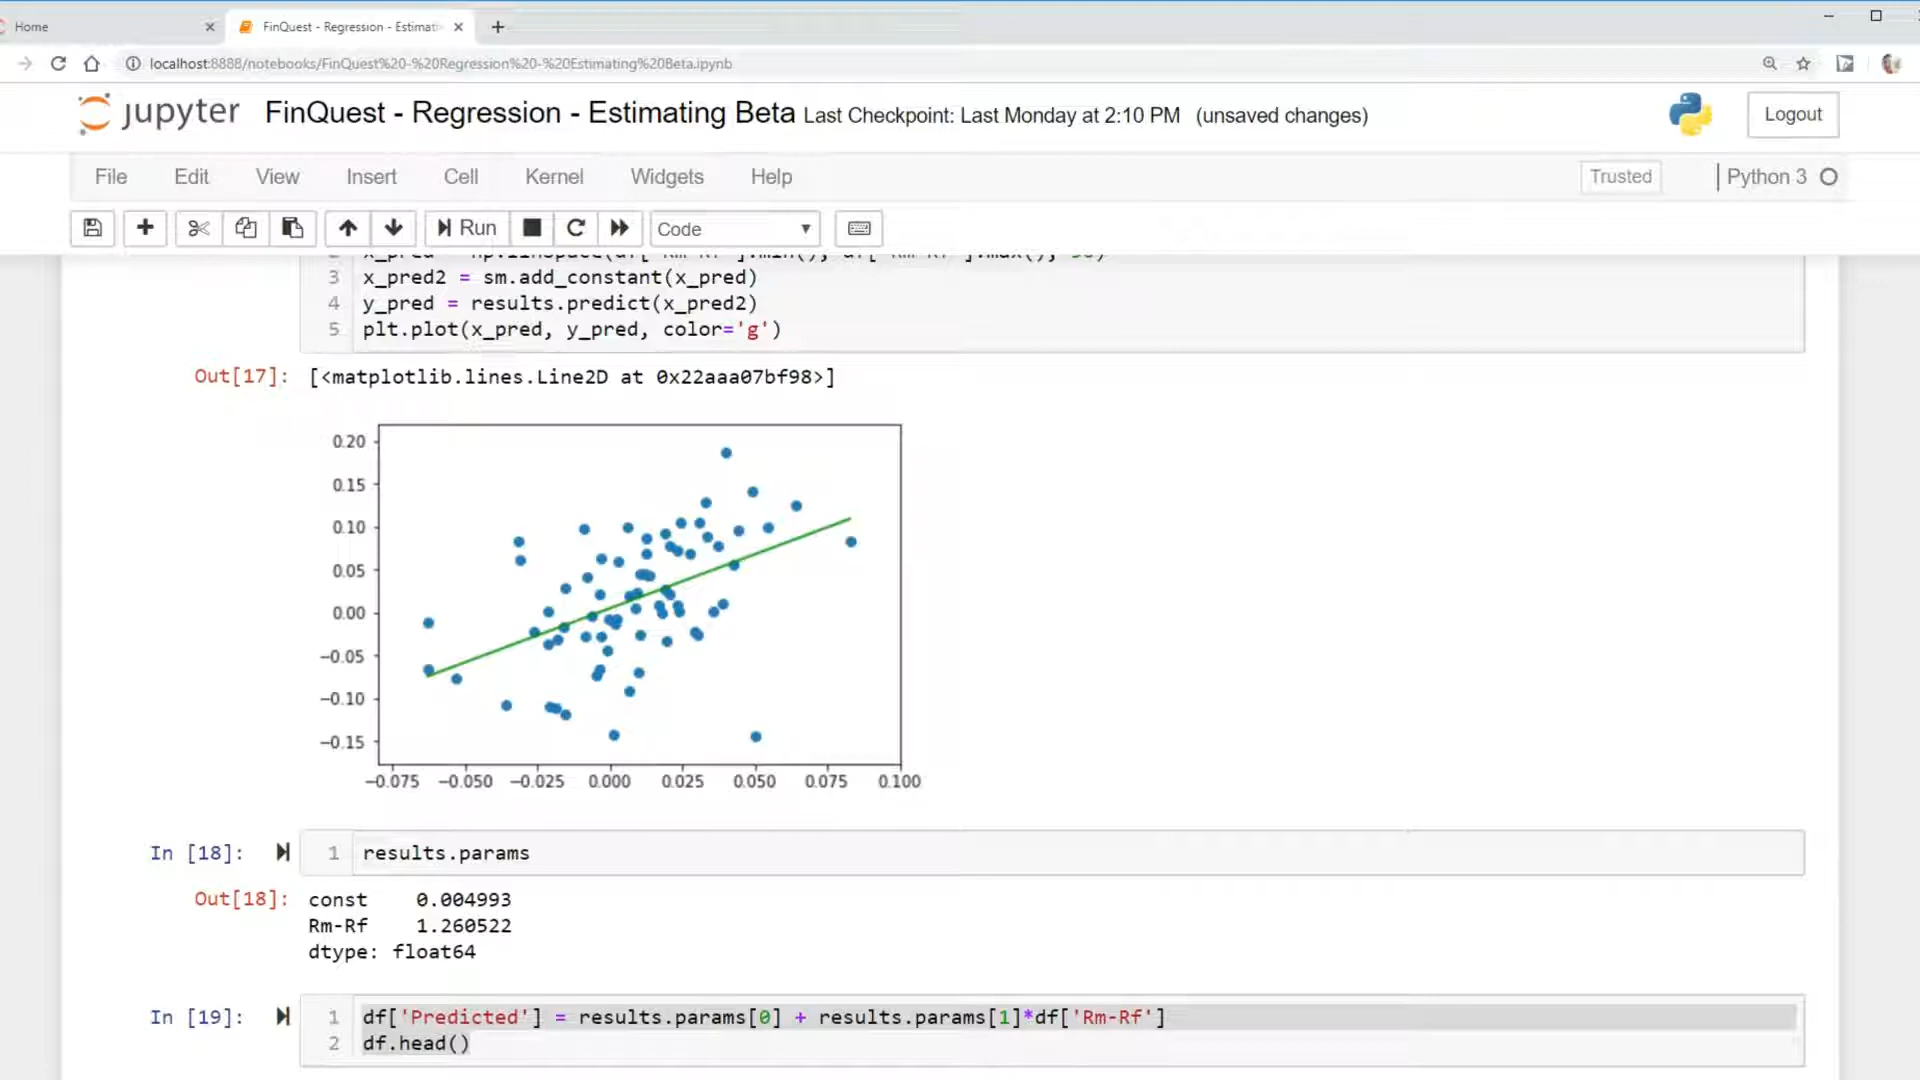 Home
FinQuest - Regression - Estimati
localhost:8888/notebooks/FinQuest%20-%20Regression%20-%20Estimating%20Beta.ipynb
jupyter FinQuest - Regression - Estimating Beta Last Checkpoint: Last Monday at 2:10 PM (unsaved changes)
Logout
File Edit View Insert Cell Kernel Widgets Help Trusted Python 3
Run Code
3 x_pred2 = sm.add_constant(x_pred)
4 y_pred = results.predict(x_pred2)
5 plt.plot(x_pred, y_pred, color='g')
Out[17]: [<matplotlib.lines.Line2D at 0x22aaa07bf98>]
0.20
0.15
0.10
0.05
0.00
−0.05
−0.10
−0.15
−0.075 −0.050 −0.025 0.000 0.025 0.050 0.075 0.100
In [18]: 1 results.params
Out[18]: const 0.004993
Rm-Rf 1.260522
dtype: float64
In [19]: 1 df['Predicted'] = results.params[0] + results.params[1]*df['Rm-Rf']
2 df.head()